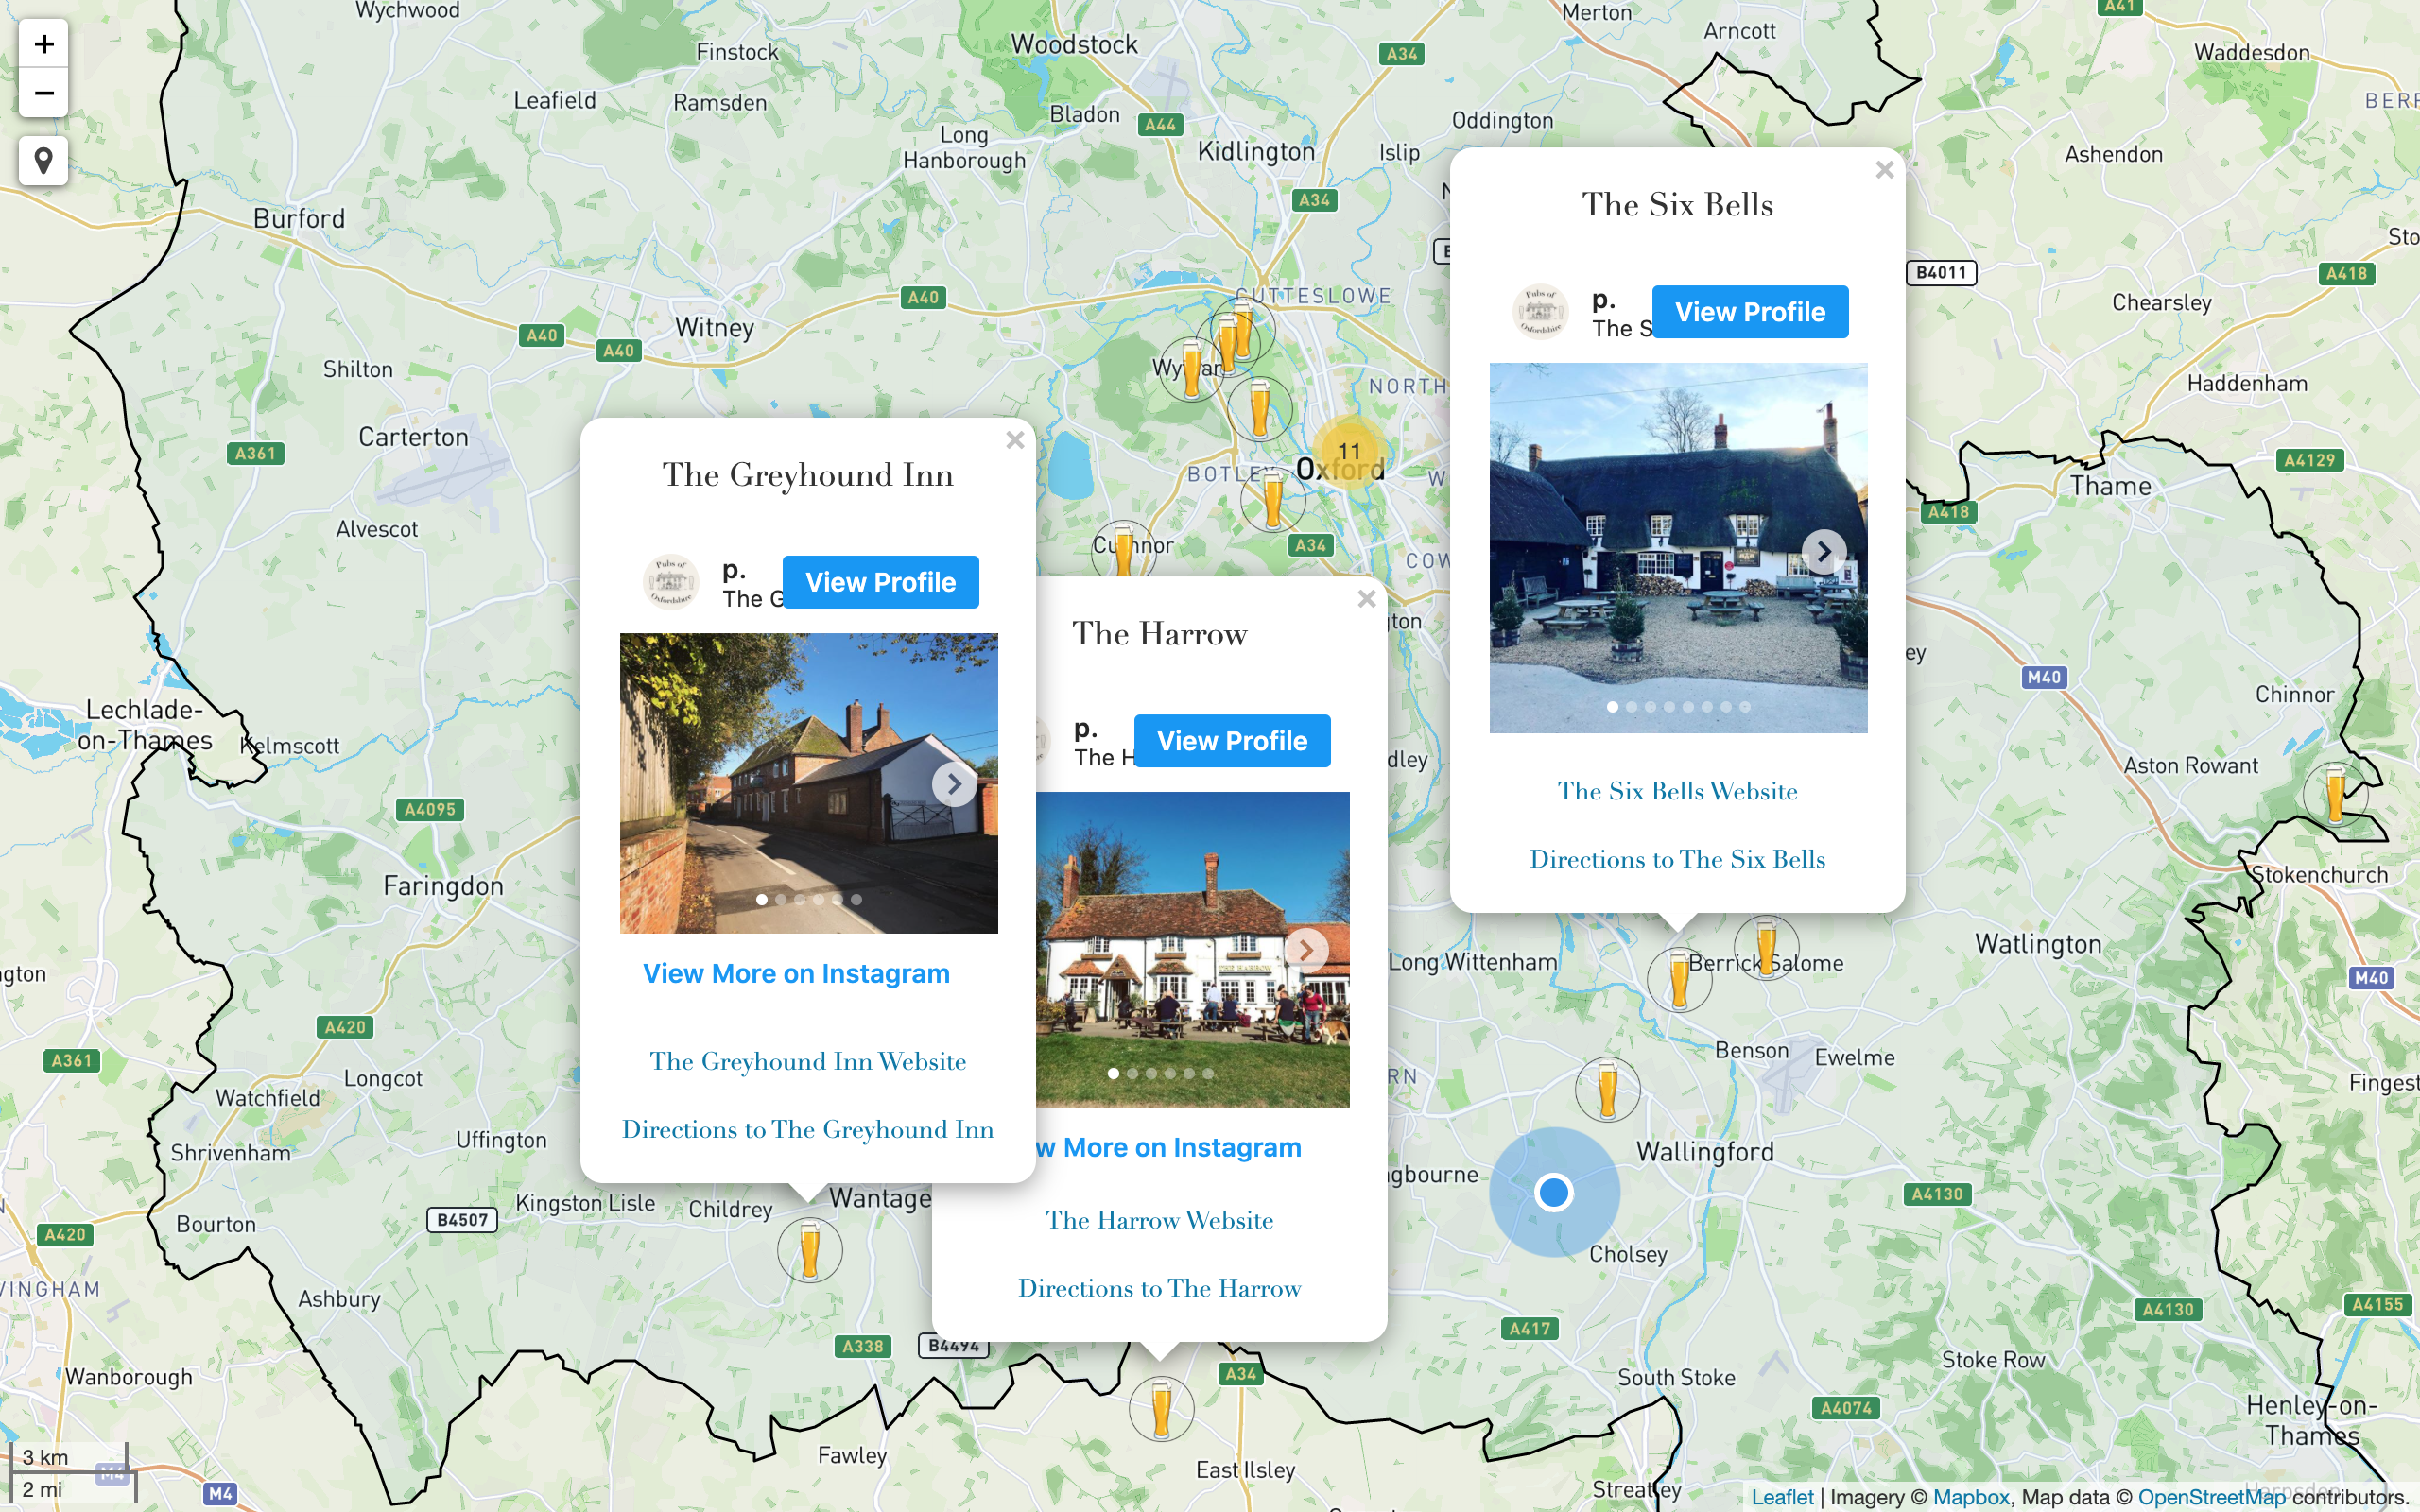 Wychwood
Merton
A41
+
Finstock
Woodstock
A34
Arncott
Waddesdon
−
Leafield
Ramsden
Bladon
A44
Oddington
Long
Hanborough
Kidlington
Islip
Ashendon
Burford
A34
The Six Bells
×
B4011
A418
CUTTESLOWE
A40
p.
View Profile
Chearsley
A40
A40
Witney
Shilton
NORTH
Haddenham
Carterton
A361
11
Oxford
BOTLEY
W
A4129
Thame
The Greyhound Inn
×
A418
Alvescot
Cumnor
A34
COW
p.
View Profile
The Harrow
×
Lechlade-
on-Thames
Kelmscott
p.
View Profile
M40
Chinnor
Aston Rowant
The Six Bells Website
A4095
Directions to The Six Bells
Faringdon
Stokenchurch
THE HARROW
View More on Instagram
Long Wittenham
Berrick Salome
Watlington
M40
A420
A361
The Greyhound Inn Website
Benson
Ewelme
Longcot
Watchfield
Directions to The Greyhound Inn
w More on Instagram
Uffington
Shrivenham
Wallingford
Kingston Lisle
Childrey
Wantage
A4130
B4507
Bourton
A420
The Harrow Website
Cholsey
Directions to The Harrow
Ashbury
A4130
A4155
A338
B4494
A417
A34
Stoke Row
Wanborough
South Stoke
A4074
Henley-on-
Thames
3 km
Fawley
East Ilsley
M4
2 mi
M4
Streatley
Leaflet | Imagery © Mapbox, Map data © OpenStreetMap contributors.